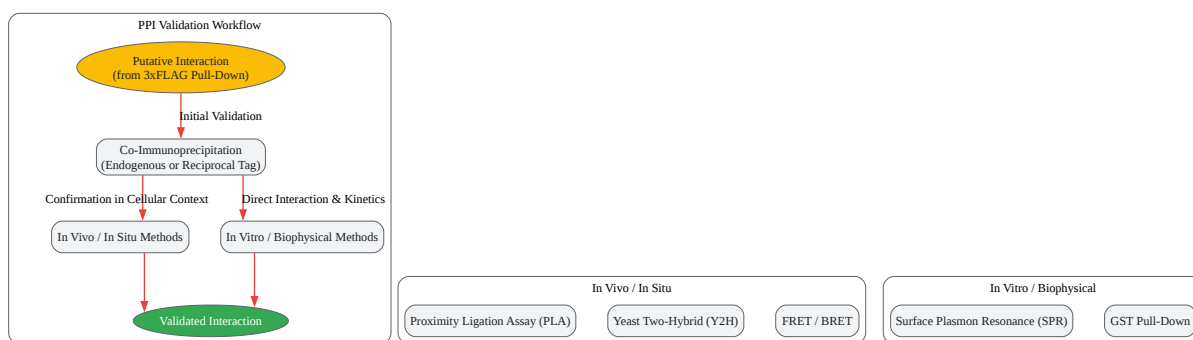 PPI Validation Workflow
Putative Interaction
(from 3xFLAG Pull-Down)
Initial Validation
Co-Immunoprecipitation
(Endogenous or Reciprocal Tag)
Confirmation in Cellular Context
Direct Interaction & Kinetics
In Vivo / In Situ Methods
In Vitro / Biophysical Methods
Validated Interaction
In Vivo / In Situ
Proximity Ligation Assay (PLA)
Yeast Two-Hybrid (Y2H)
FRET / BRET
In Vitro / Biophysical
Surface Plasmon Resonance (SPR)
GST Pull-Down